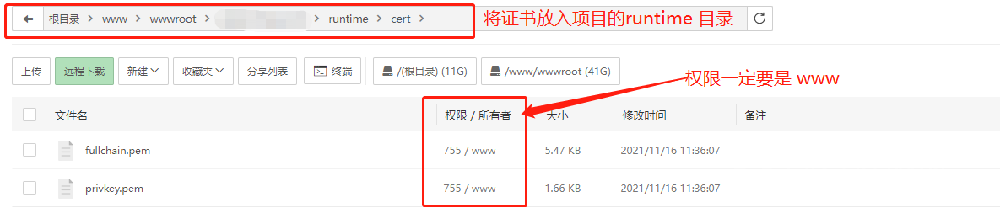 根目录 > www > wwwroot > > runtime > cert >
将证书放入项目的runtime 目录
上传 远程下载 新建 收藏夹 分享列表 终端 /(根目录) (11G) /www/wwwroot (41G)
权限一定要是 www
文件名 权限 / 所有者 大小 修改时间 备注
fullchain.pem 755 / www 5.47 KB 2021/11/16 11:36:07
privkey.pem 755 / www 1.66 KB 2021/11/16 11:36:07